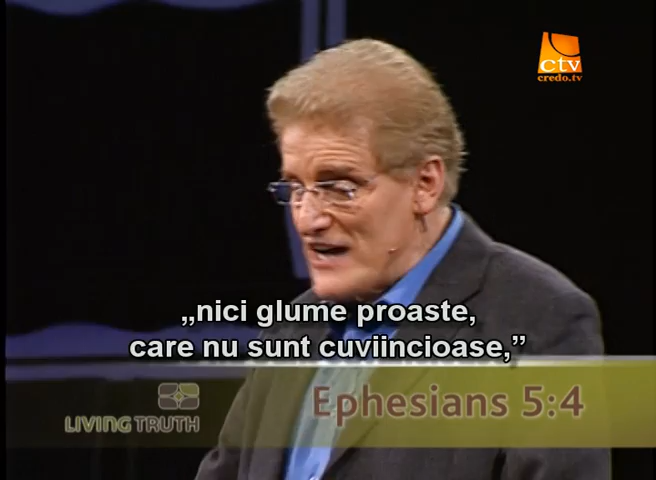 ctv
credo.tv
„nici glume proaste,
care nu sunt cuviincioase,”
Ephesians 5:4
LIVING TRUTH